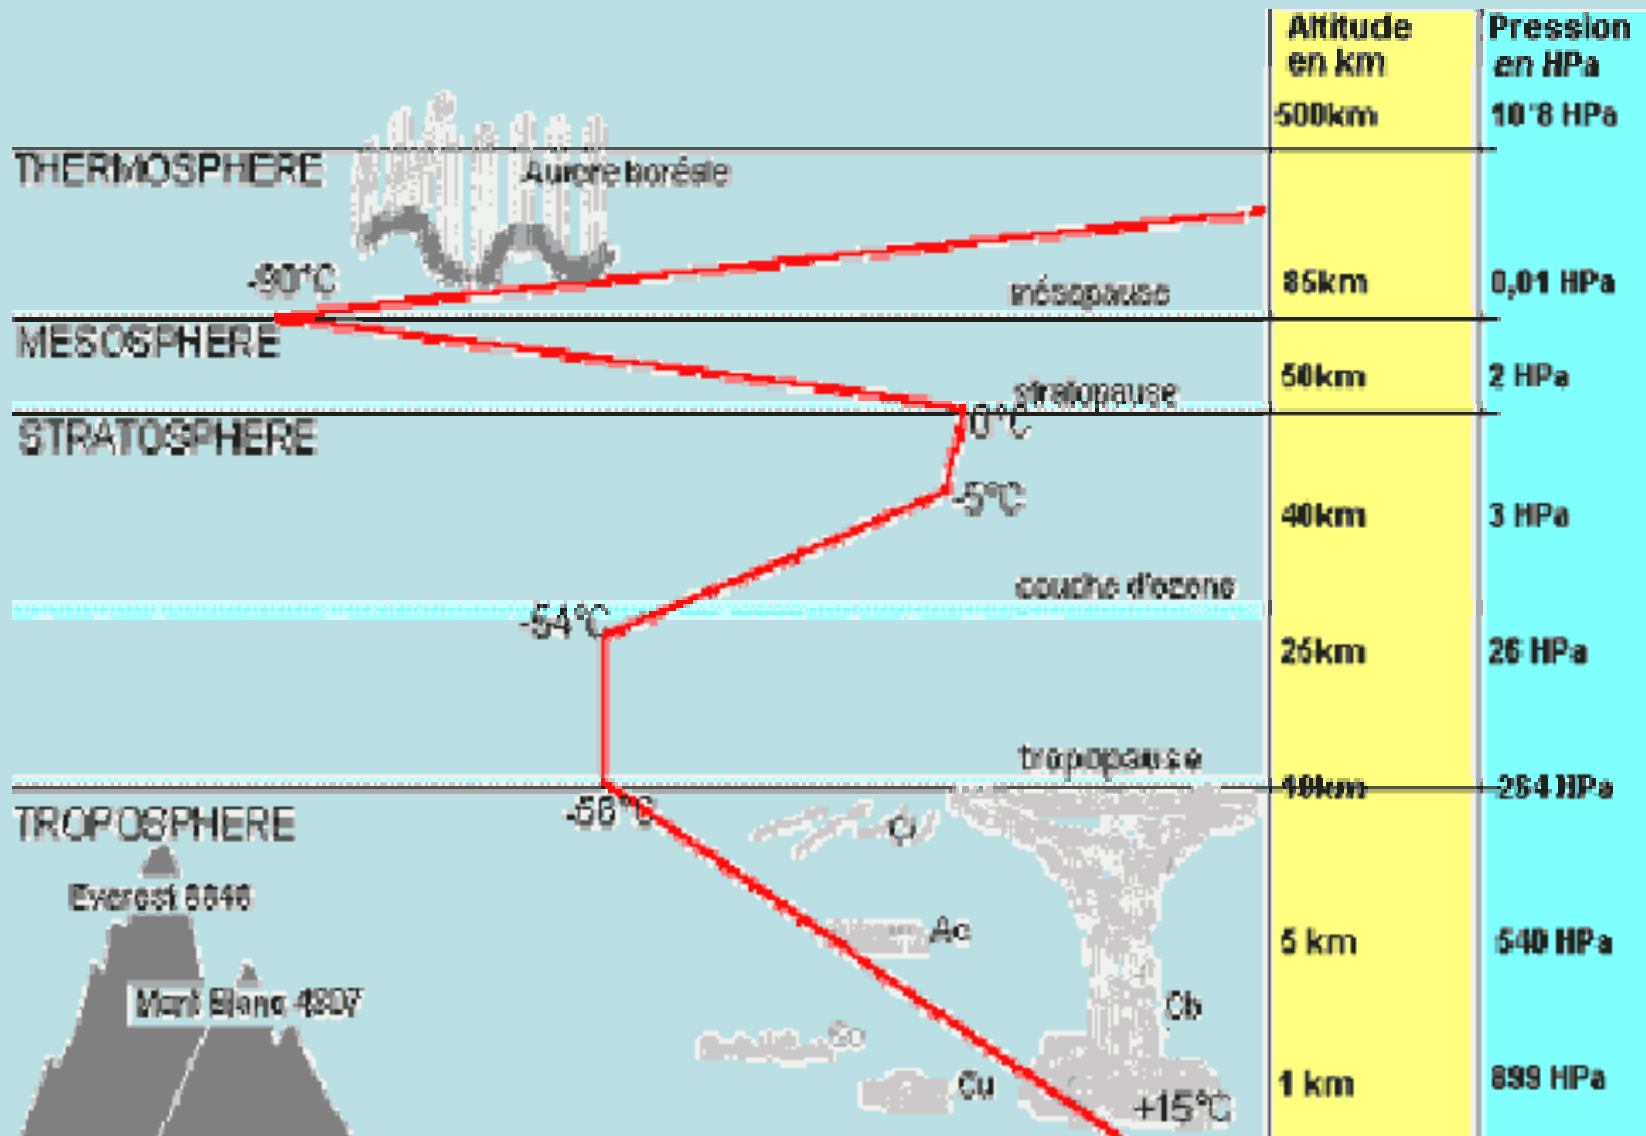 Altitude
en km
Pression
en HPa
500km
10^8 HPa
THERMOSPHERE
Aurore boréale
-90°C
mésopause
85km
0,01 HPa
MESOSPHERE
stratopause
50km
2 HPa
0°C
STRATOSPHERE
-5°C
40km
3 HPa
couche d'ozone
-54°C
25km
26 HPa
tropopause
10km
264 HPa
-56°C
TROPOSPHERE
Ci
Everest 8848
Ac
5 km
540 HPa
Mont Blanc 4807
Cb
Sc
Cu
1 km
899 HPa
+15°C